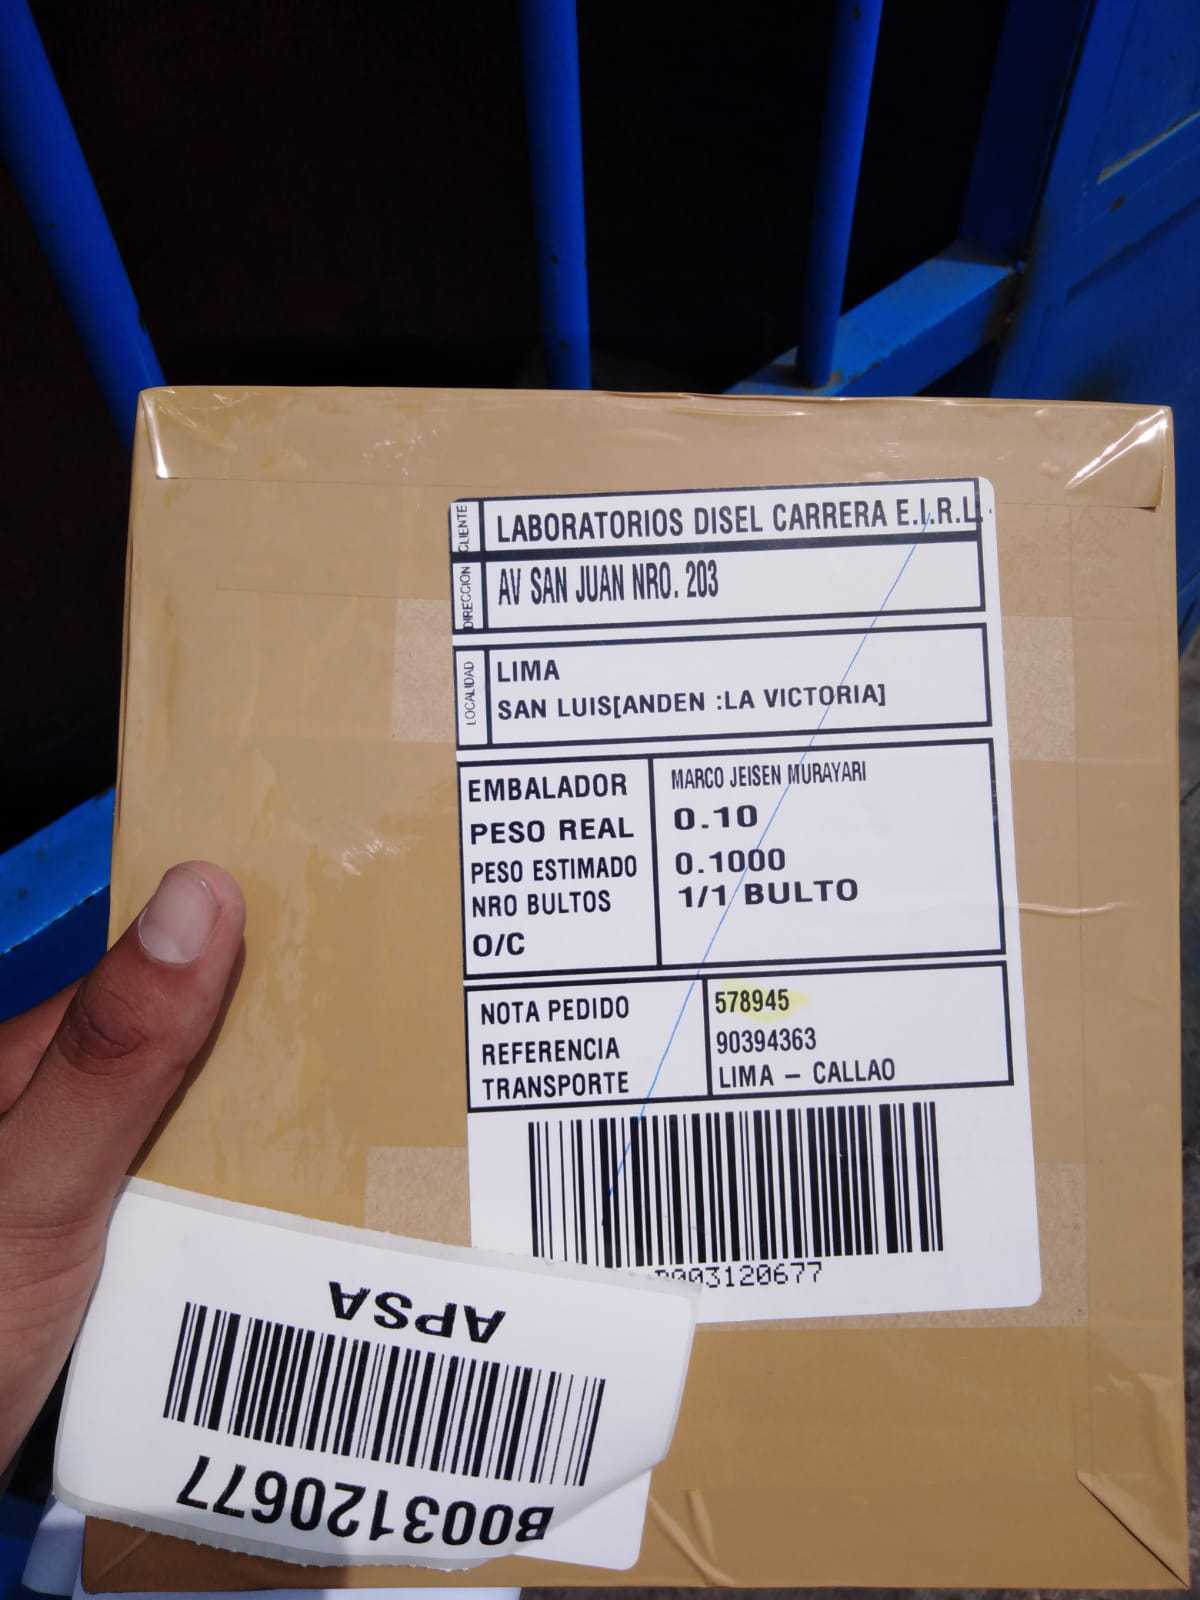 CLIENTE
LABORATORIOS DISEL CARRERA E.I.R.L.
DIRECCIÓN
AV SAN JUAN NRO. 203
LOCALIDAD
LIMA
SAN LUIS[ANDEN :LA VICTORIA]
EMBALADOR MARCO JEISEN MURAYARI
PESO REAL 0.10
PESO ESTIMADO 0.1000
NRO BULTOS 1/1 BULTO
O/C
NOTA PEDIDO 578945
REFERENCIA 90394363
TRANSPORTE LIMA – CALLAO
B003120677
APSA
B003120677